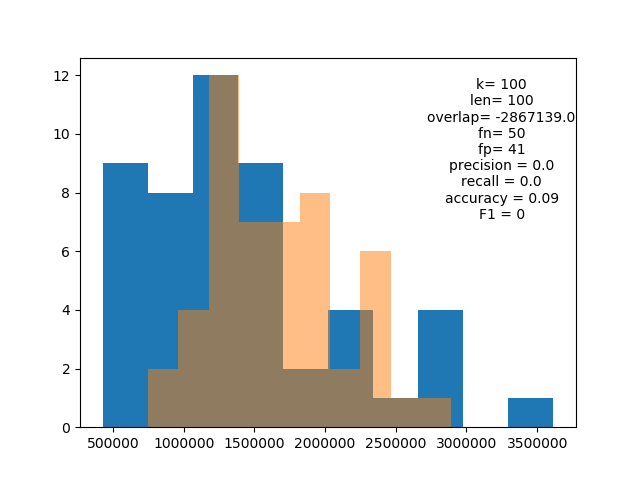 k= 100
len= 100
overlap= -2867139.0
fn= 50
fp= 41
precision = 0.0
recall = 0.0
accuracy = 0.09
F1 = 0
12
10
8
6
4
2
0
500000 1000000 1500000 2000000 2500000 3000000 3500000